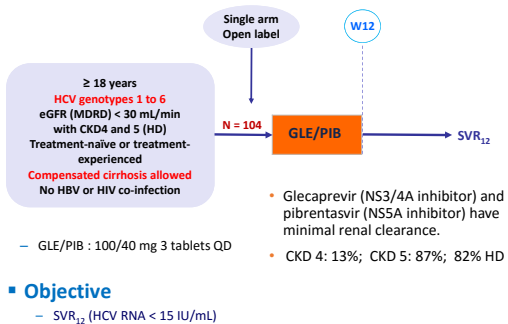 Single arm
Open label
W12
≥ 18 years
HCV genotypes 1 to 6
eGFR (MDRD) < 30 mL/min
with CKD4 and 5 (HD)
Treatment-naïve or treatment-
experienced
Compensated cirrhosis allowed
No HBV or HIV co-infection
N = 104
GLE/PIB
SVR12
• Glecaprevir (NS3/4A inhibitor) and
pibrentasvir (NS5A inhibitor) have
minimal renal clearance.
• CKD 4: 13%; CKD 5: 87%; 82% HD
– GLE/PIB : 100/40 mg 3 tablets QD
▪ Objective
– SVR12 (HCV RNA < 15 IU/mL)